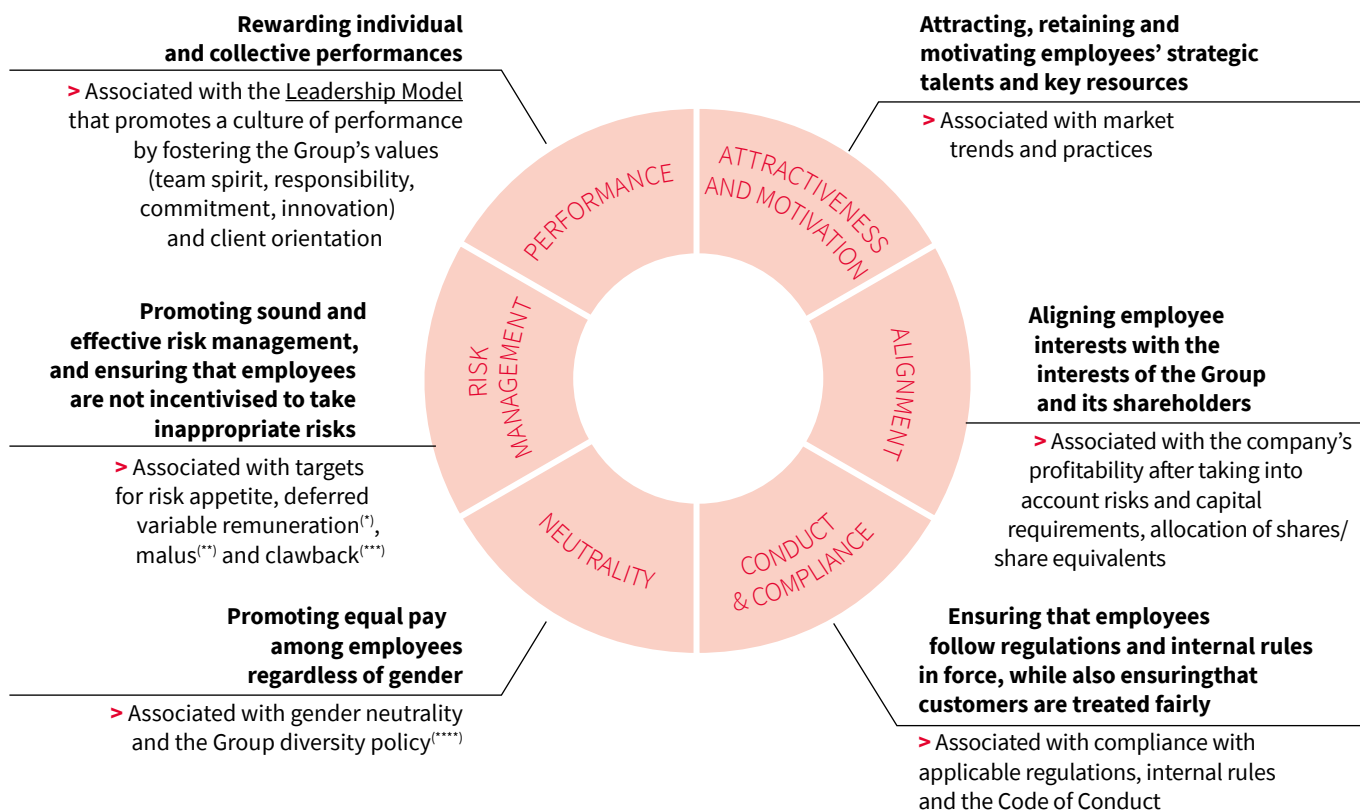 Rewarding individual
and collective performances
> Associated with the Leadership Model
that promotes a culture of performance
by fostering the Group’s values
(team spirit, responsibility,
commitment, innovation)
and client orientation
Attracting, retaining and
motivating employees’ strategic
talents and key resources
> Associated with market
trends and practices
PERFORMANCE
ATTRACTIVENESS
AND MOTIVATION
Promoting sound and
effective risk management,
and ensuring that employees
are not incentivised to take
inappropriate risks
> Associated with targets
for risk appetite, deferred
variable remuneration(*),
malus(**) and clawback(***)
RISK
MANAGEMENT
ALIGNMENT
Aligning employee
interests with the
interests of the Group
and its shareholders
> Associated with the company’s
profitability after taking into
account risks and capital
requirements, allocation of shares/
share equivalents
NEUTRALITY
CONDUCT
& COMPLIANCE
Promoting equal pay
among employees
regardless of gender
> Associated with gender neutrality
and the Group diversity policy(****)
Ensuring that employees
follow regulations and internal rules
in force, while also ensuringthat
customers are treated fairly
> Associated with compliance with
applicable regulations, internal rules
and the Code of Conduct